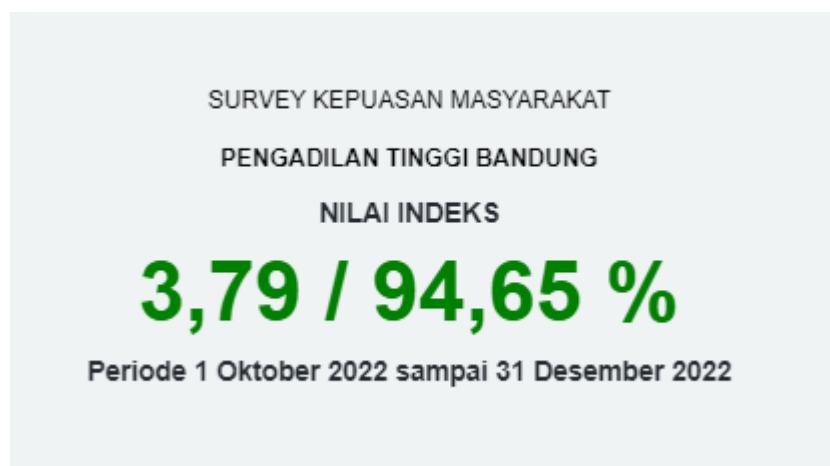 SURVEY KEPUASAN MASYARAKAT
PENGADILAN TINGGI BANDUNG
NILAI INDEKS
3,79 / 94,65 %
Periode 1 Oktober 2022 sampai 31 Desember 2022